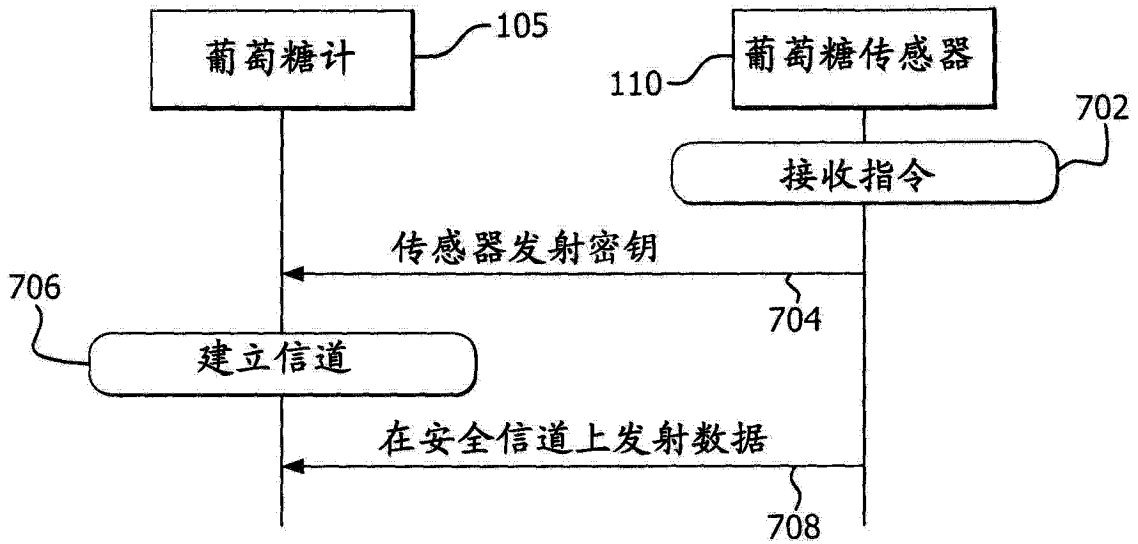 葡萄糖计
105
葡萄糖传感器
110
702
接收指令
传感器发射密钥
704
706
建立信道
在安全信道上发射数据
708